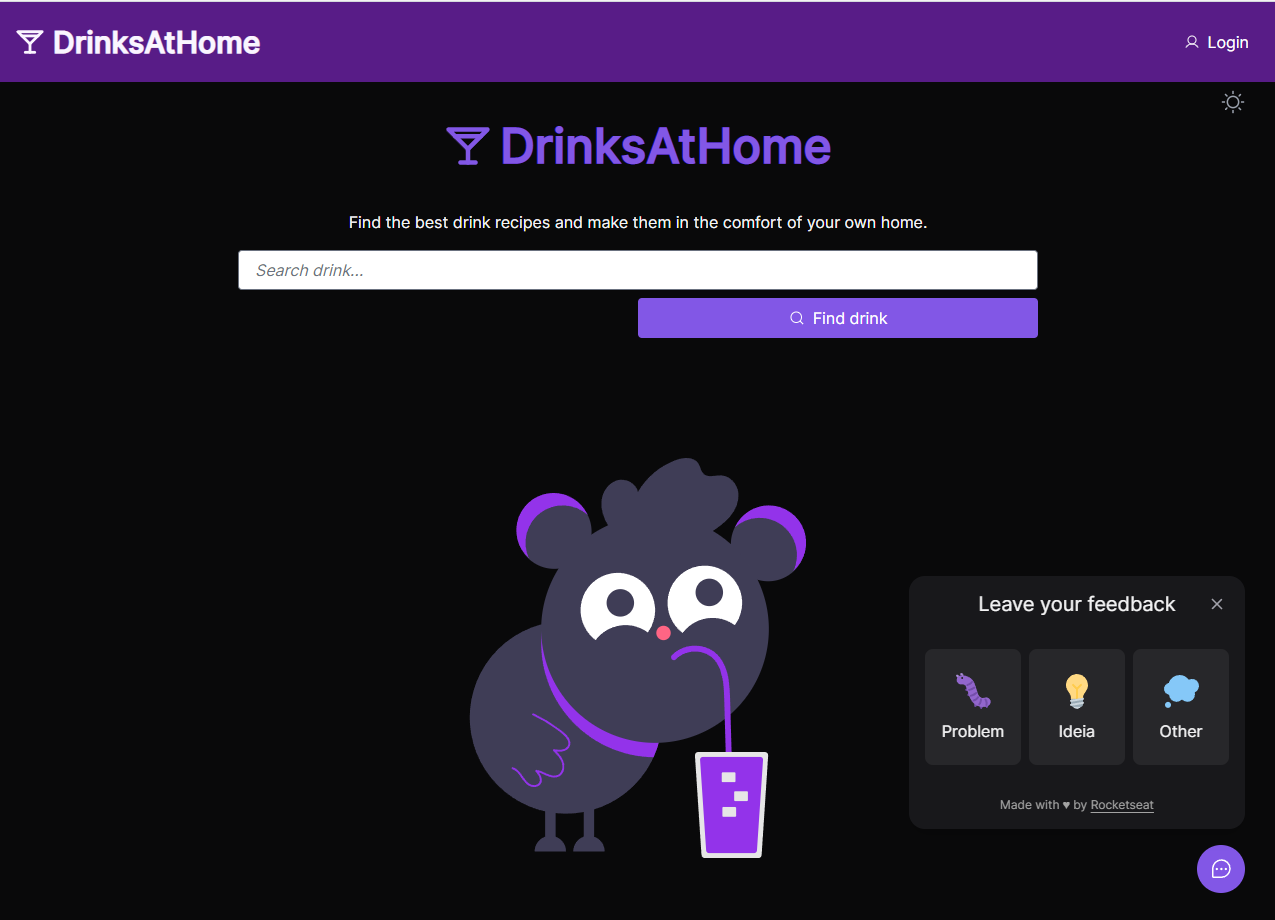 DrinksAtHome
Login
DrinksAtHome
Find the best drink recipes and make them in the comfort of your own home.
Search drink...
Find drink
Leave your feedback
Problem
Ideia
Other
Made with ♥ by Rocketseat